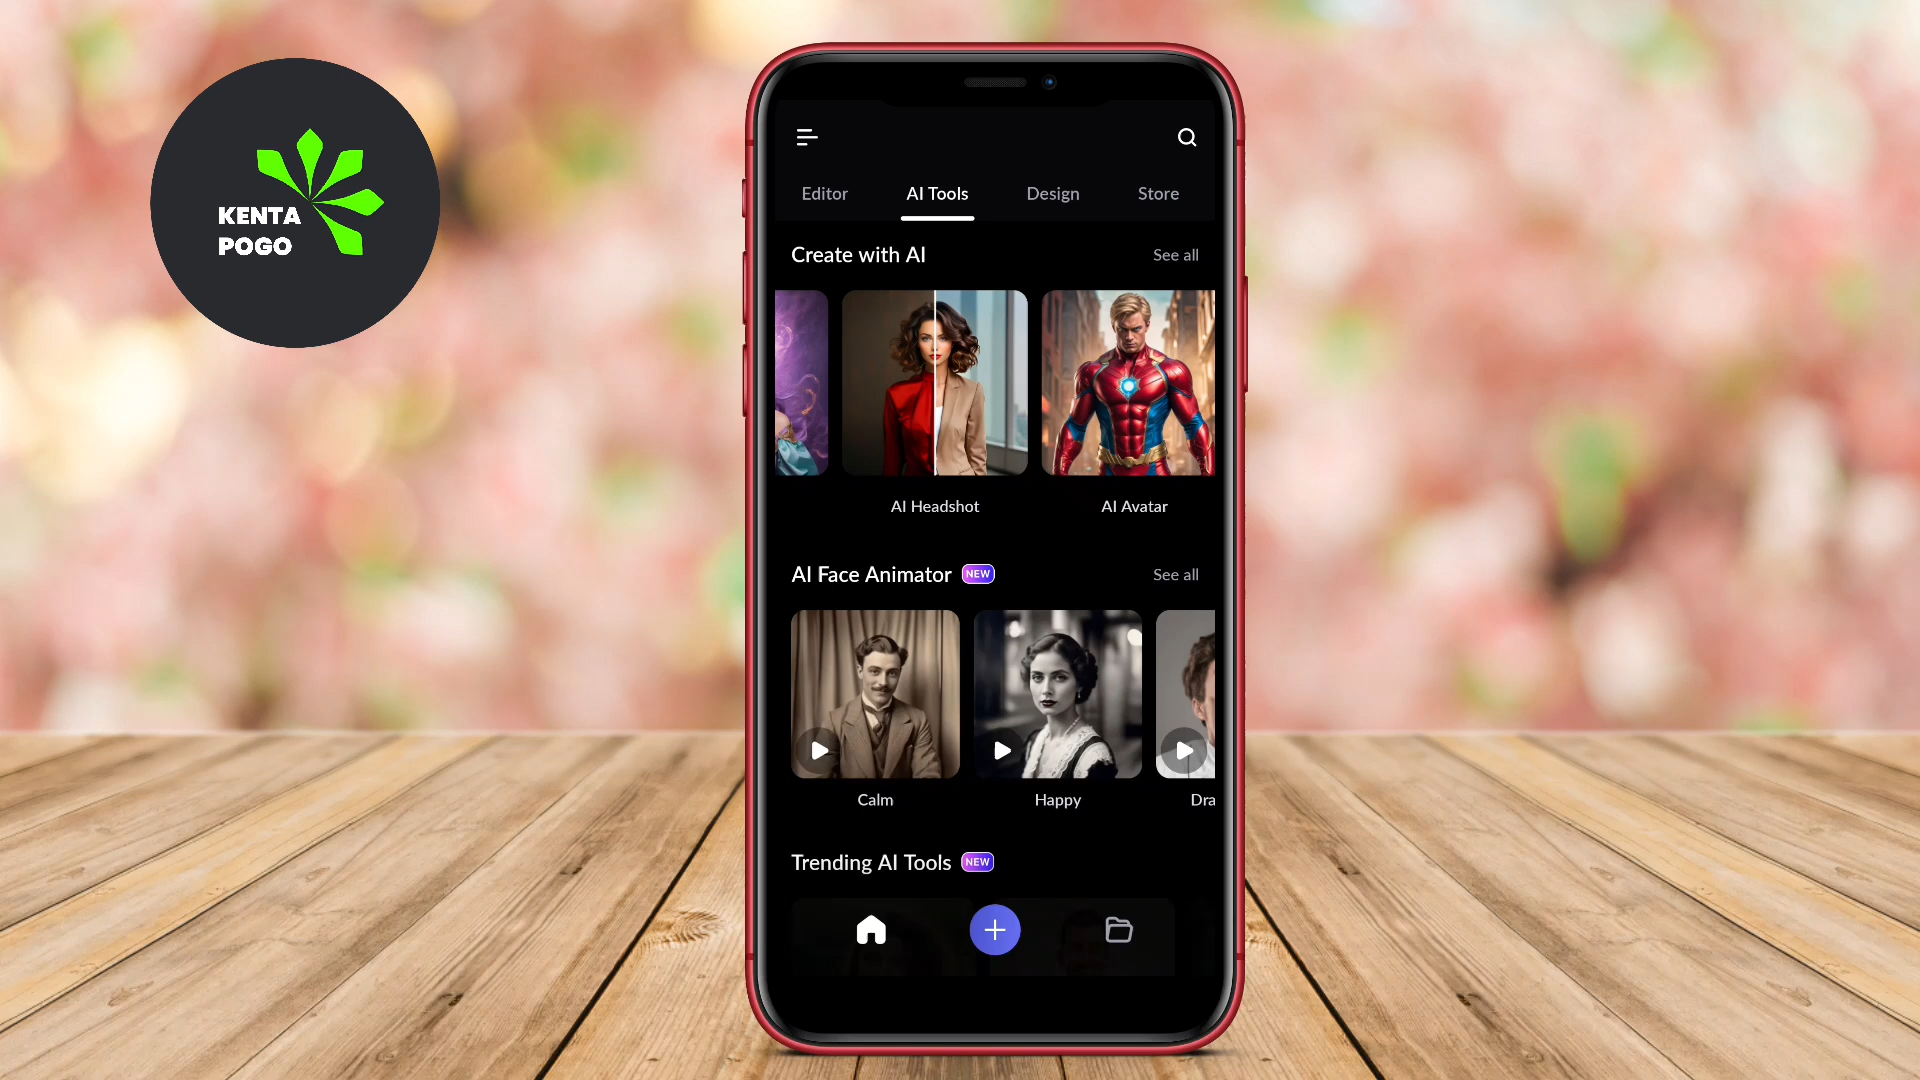 KENTA
POGO
Editor AI Tools Design Store
Create with AI See all
AI Headshot AI Avatar
AI Face Animator NEW See all
Calm Happy Dra
Trending AI Tools NEW